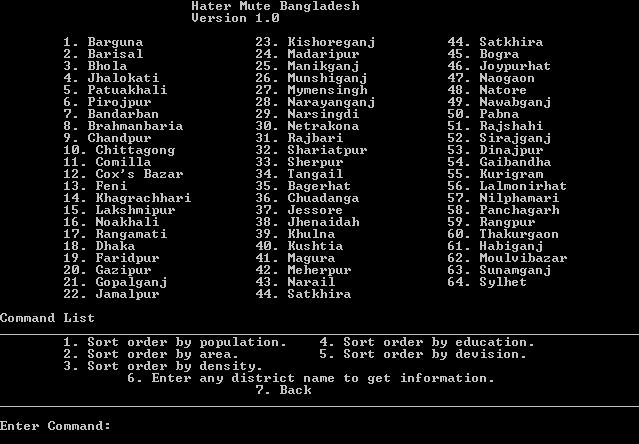 Hater Mute Bangladesh
Version 1.0
1. Barguna 23. Kishoreganj 44. Satkhira
2. Barisal 24. Madaripur 45. Bogra
3. Bhola 25. Manikganj 46. Joypurhat
4. Jhalokati 26. Munshiganj 47. Naogaon
5. Patuakhali 27. Mymensingh 48. Natore
6. Pirojpur 28. Narayanganj 49. Nawabganj
7. Bandarban 29. Narsingdi 50. Pabna
8. Brahmanbaria 30. Netrakona 51. Rajshahi
9. Chandpur 31. Rajbari 52. Sirajganj
10. Chittagong 32. Shariatpur 53. Dinajpur
11. Comilla 33. Sherpur 54. Gaibandha
12. Cox's Bazar 34. Tangail 55. Kurigram
13. Feni 35. Bagerhat 56. Lalmonirhat
14. Khagrachhari 36. Chuadanga 57. Nilphamari
15. Lakshmipur 37. Jessore 58. Panchagarh
16. Noakhali 38. Jhenaidah 59. Rangpur
17. Rangamati 39. Khulna 60. Thakurgaon
18. Dhaka 40. Kushtia 61. Habiganj
19. Faridpur 41. Magura 62. Moulvibazar
20. Gazipur 42. Meherpur 63. Sunamganj
21. Gopalganj 43. Narail 64. Sylhet
22. Jamalpur 44. Satkhira
Command List
1. Sort order by population. 4. Sort order by education.
2. Sort order by area. 5. Sort order by devision.
3. Sort order by density.
6. Enter any district name to get information.
7. Back
Enter Command: